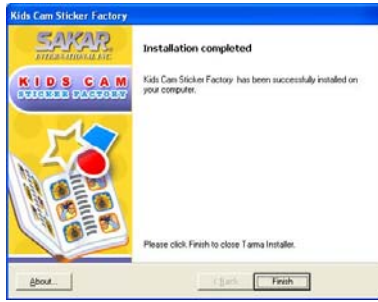 Kids Cam Sticker Factory
SAKAR
INTERNATIONAL INC.
KIDS CAM
STICKER FACTORY
Installation completed
Kids Cam Sticker Factory has been successfully installed on
your computer.
Please click Finish to close Tarma Installer.
About...
< Back
Finish